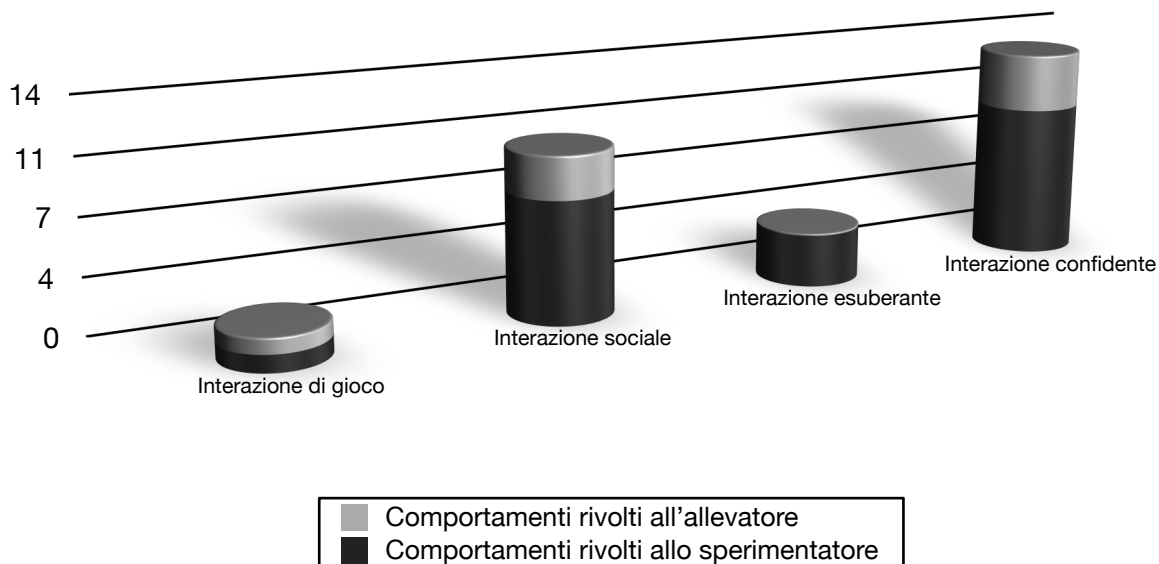 14
11
7
4
0
Interazione di gioco
Interazione sociale
Interazione esuberante
Interazione confidente
Comportamenti rivolti all’allevatore
Comportamenti rivolti allo sperimentatore